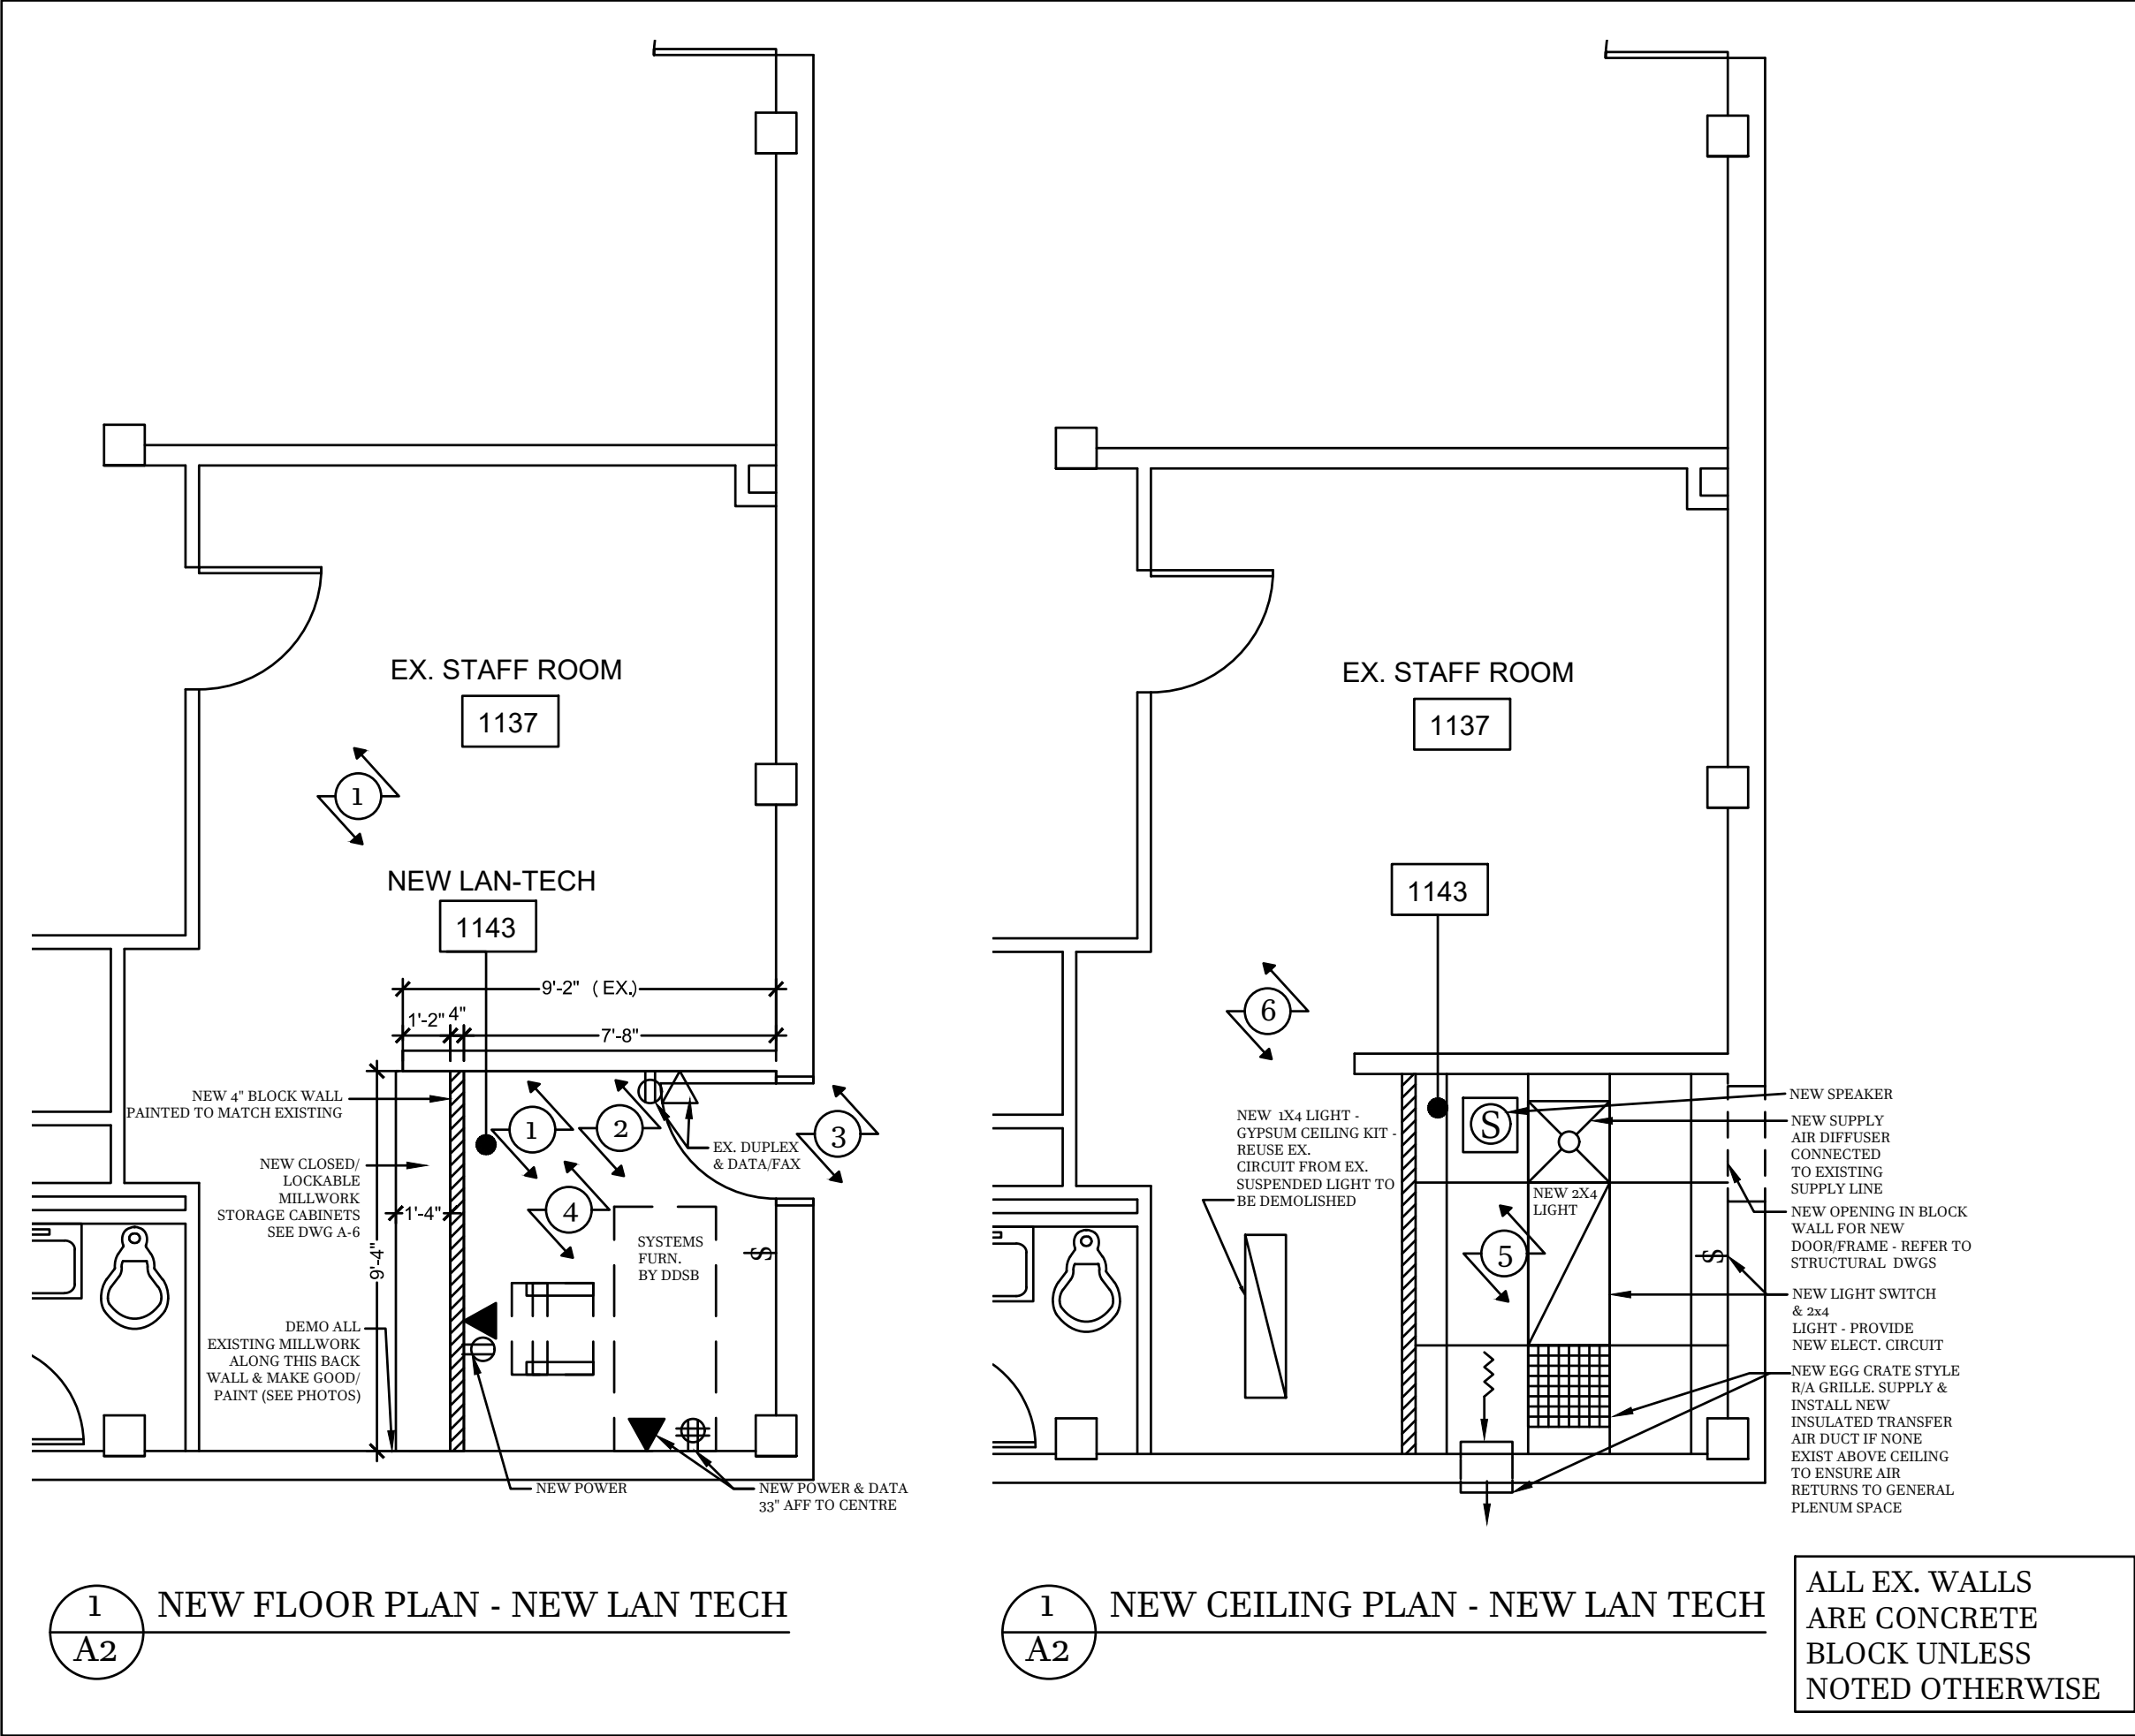 EX. STAFF ROOM
1137
1
NEW LAN-TECH
1143
9'-2" (EX.)
1'-2"
4"
7'-8"
NEW 4" BLOCK WALL
PAINTED TO MATCH EXISTING
NEW CLOSED/
LOCKABLE
MILLWORK
STORAGE CABINETS
SEE DWG A-6
1'-4"
9'-4"
DEMO ALL
EXISTING MILLWORK
ALONG THIS BACK
WALL & MAKE GOOD/
PAINT (SEE PHOTOS)
1
2
3
4
EX. DUPLEX
& DATA/FAX
SYSTEMS
FURN.
BY DDSB
S
NEW POWER
NEW POWER & DATA
33" AFF TO CENTRE
1
A2
NEW FLOOR PLAN - NEW LAN TECH
EX. STAFF ROOM
1137
1143
6
NEW 1X4 LIGHT -
GYPSUM CEILING KIT -
REUSE EX.
CIRCUIT FROM EX.
SUSPENDED LIGHT TO
BE DEMOLISHED
S
NEW 2X4
LIGHT
5
S
NEW SPEAKER
NEW SUPPLY
AIR DIFFUSER
CONNECTED
TO EXISTING
SUPPLY LINE
NEW OPENING IN BLOCK
WALL FOR NEW
DOOR/FRAME - REFER TO
STRUCTURAL DWGS
NEW LIGHT SWITCH
& 2x4
LIGHT - PROVIDE
NEW ELECT. CIRCUIT
NEW EGG CRATE STYLE
R/A GRILLE. SUPPLY &
INSTALL NEW
INSULATED TRANSFER
AIR DUCT IF NONE
EXIST ABOVE CEILING
TO ENSURE AIR
RETURNS TO GENERAL
PLENUM SPACE
1
A2
NEW CEILING PLAN - NEW LAN TECH
ALL EX. WALLS
ARE CONCRETE
BLOCK UNLESS
NOTED OTHERWISE